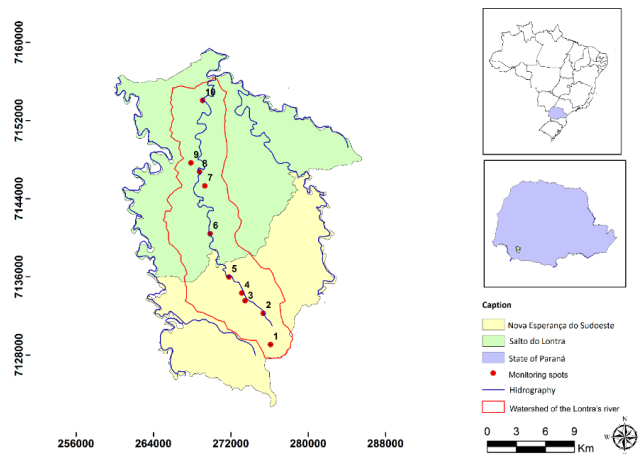 7160000
7152000
7144000
7136000
7128000
256000
264000
272000
280000
288000
10
9
8
7
6
5
4
3
2
1
Caption
Nova Esperança do Sudoeste
Salto do Lontra
State of Paraná
Monitoring spots
Hidrography
Watershed of the Lontra's river
0 3 6 9
Km
N
W
E
S